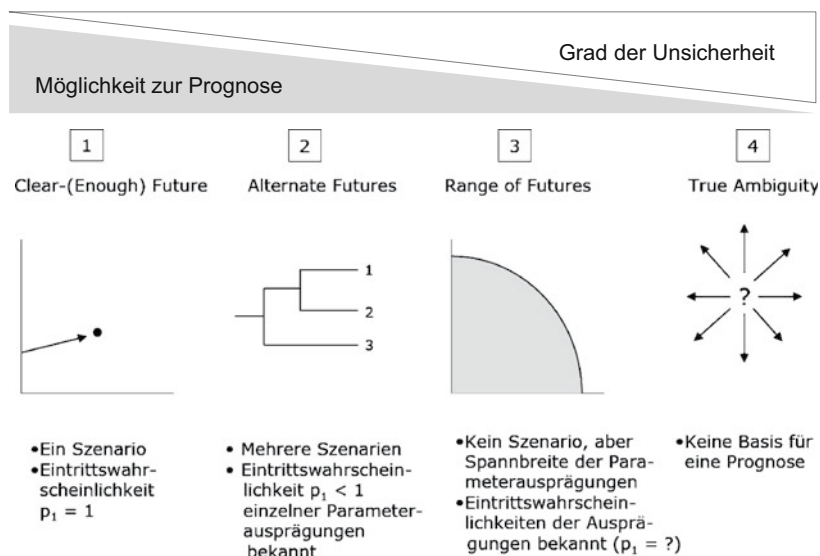 Grad der Unsicherheit
Möglichkeit zur Prognose
1
Clear-(Enough) Future
•Ein Szenario
•Eintrittswahr-
scheinlichkeit
p₁ = 1
2
Alternate Futures
1
2
3
• Mehrere Szenarien
• Eintrittswahrschein-
lichkeit p₁ < 1
einzelner Parameter-
ausprägungen
bekannt
3
Range of Futures
•Kein Szenario, aber
Spannbreite der Para-
meterausprägungen
•Eintrittswahrschein-
lichkeiten der Ausprä-
gungen bekannt (p₁ = ?)
4
True Ambiguity
?
•Keine Basis für
eine Prognose